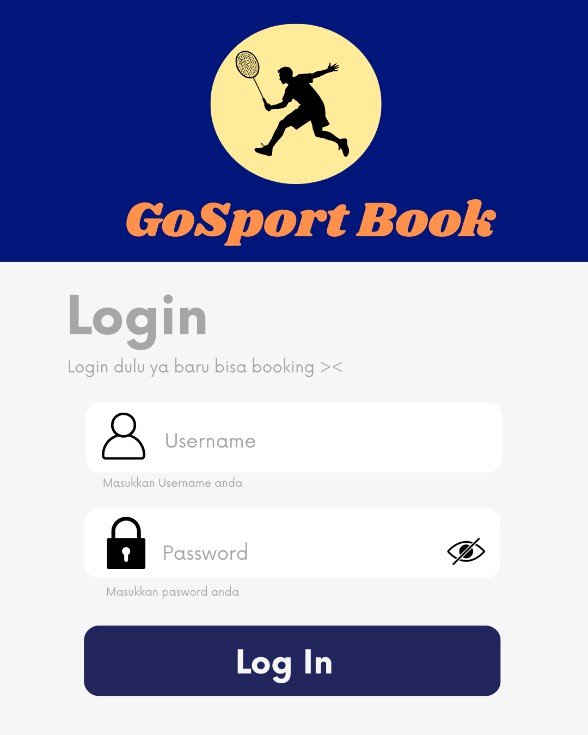 GoSport Book
Login
Login dulu ya baru bisa booking ><
Username
Masukkan Username anda
Password
Masukkan pasword anda
Log In